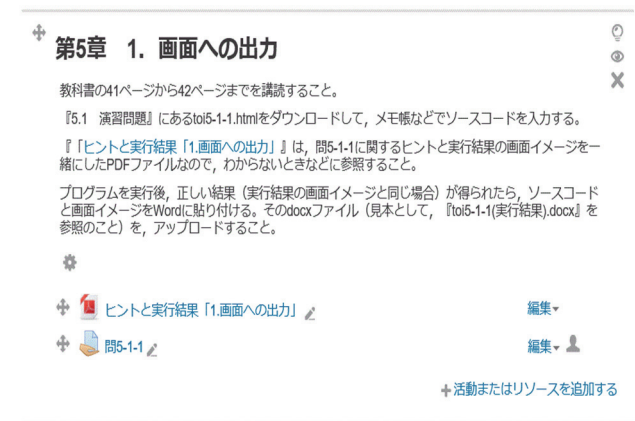 第5章　1．画面への出力
教科書の41ページから42ページまでを講読すること。
『5.1　演習問題』にあるtoi5-1-1.htmlをダウンロードして，メモ帳などでソースコードを入力する。
『「ヒントと実行結果「1.画面への出力」』は，問5-1-1に関するヒントと実行結果の画面イメージを一
緒にしたPDFファイルなので，わからないときなどに参照すること。
プログラムを実行後，正しい結果（実行結果の画面イメージと同じ場合）が得られたら，ソースコード
と画面イメージをWordに貼り付ける。そのdocxファイル（見本として，『toi5-1-1(実行結果).docx』を
参照のこと）を，アップロードすること。
ヒントと実行結果「1.画面への出力」 編集
問5-1-1 編集
活動またはリソースを追加する